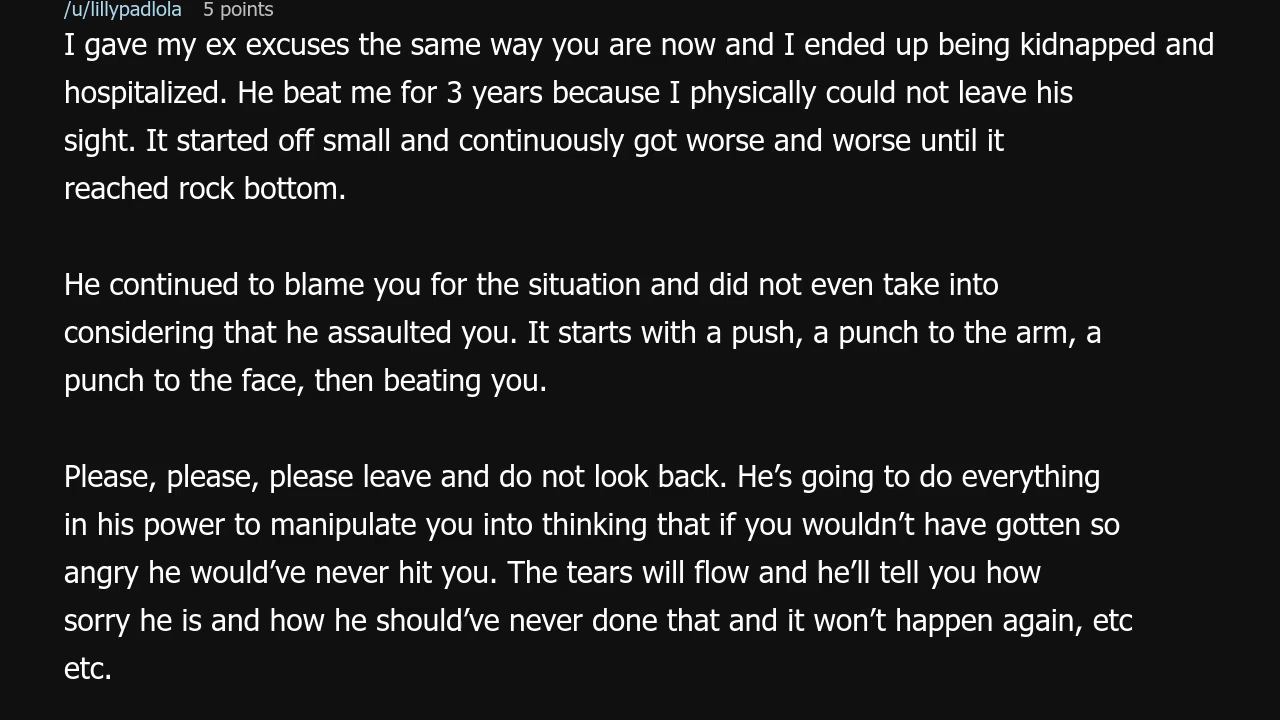 /u/lillypadlola 5 points
I gave my ex excuses the same way you are now and I ended up being kidnapped and
hospitalized. He beat me for 3 years because I physically could not leave his
sight. It started off small and continuously got worse and worse until it
reached rock bottom.
He continued to blame you for the situation and did not even take into
considering that he assaulted you. It starts with a push, a punch to the arm, a
punch to the face, then beating you.
Please, please, please leave and do not look back. He’s going to do everything
in his power to manipulate you into thinking that if you wouldn’t have gotten so
angry he would’ve never hit you. The tears will flow and he’ll tell you how
sorry he is and how he should’ve never done that and it won’t happen again, etc
etc.